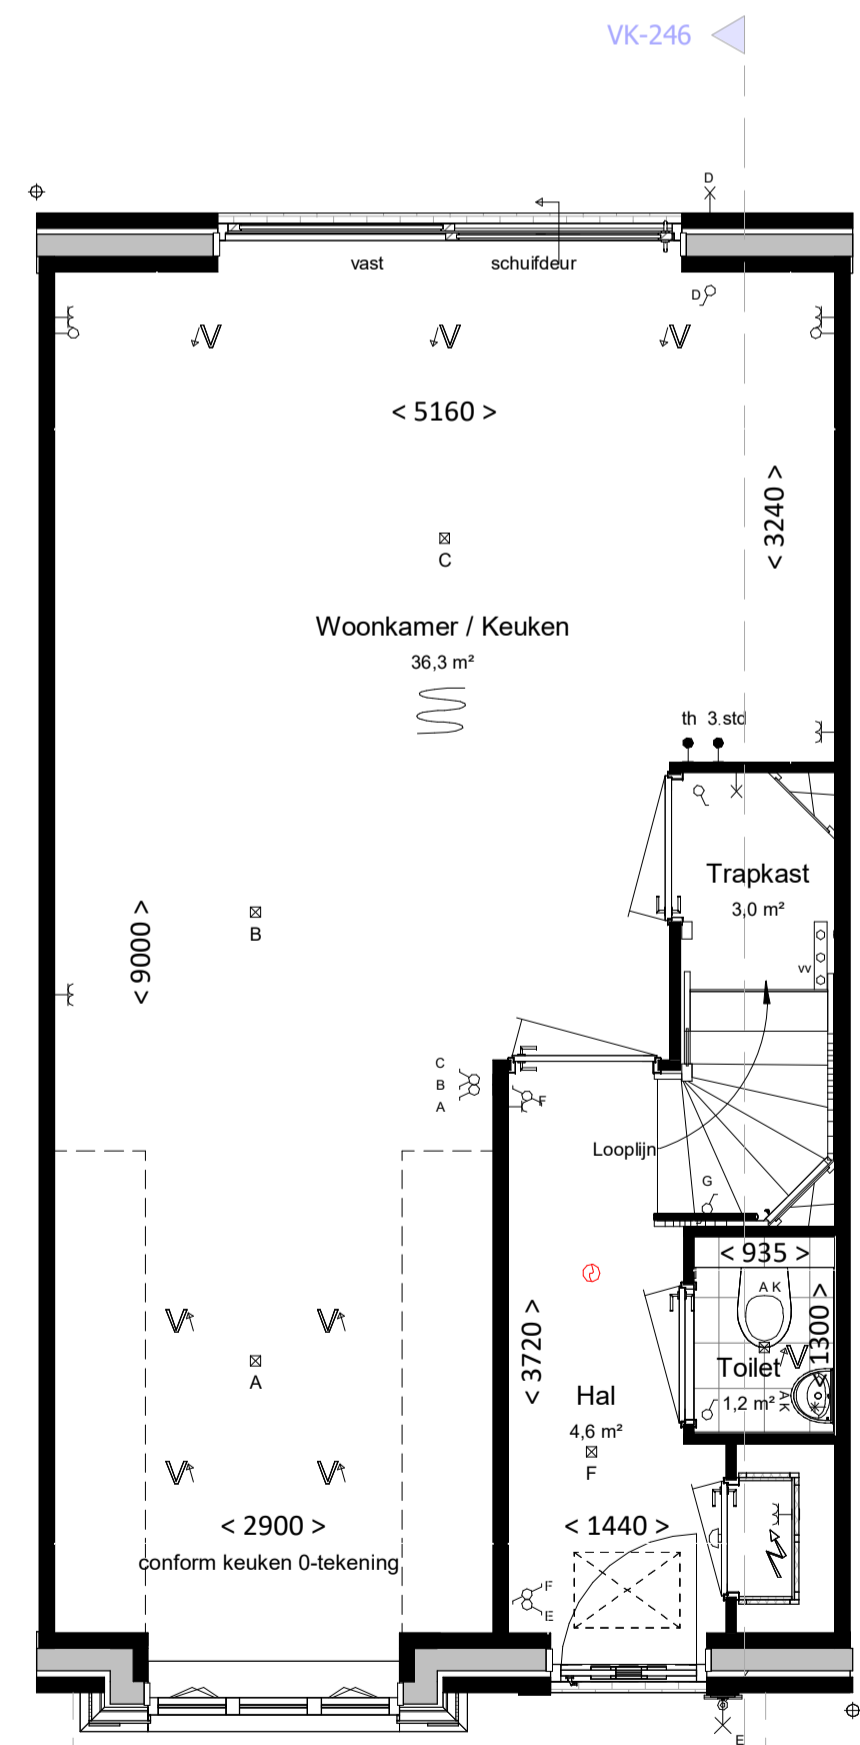 VK-246
D
vast schuifdeur
D
V V V
< 5160 >
< 3240 >
C
Woonkamer / Keuken
36,3 m²
th 3.std
Trapkast
3,0 m²
B
< 9000 >
vv
C
B
A
F
Looplijn
G
< 935 >
A K
< 1300 >
V V
< 3720 >
V
A
Toilet
1,2 m²
A K
Hal
4,6 m²
F
V V
< 2900 >
< 1440 >
conform keuken 0-tekening
F
E
E